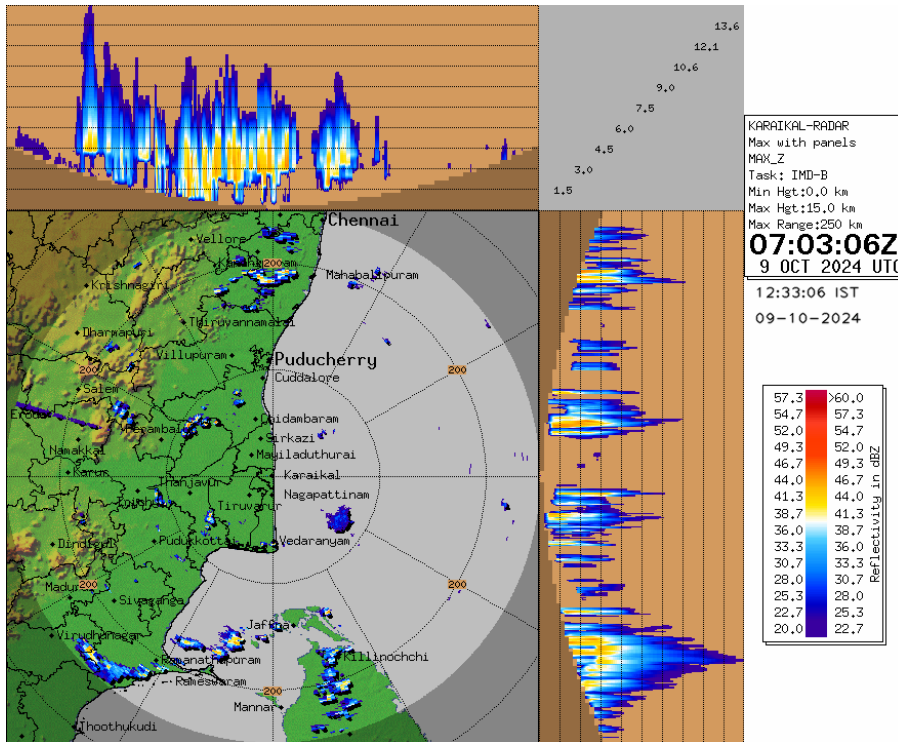 13.6
12.1
10.6
9.0
7.5
6.0
4.5
3.0
1.5
KARAIKAL-RADAR
Max with panels
MAX_Z
Task: IMD-B
Min Hgt:0.0 km
Max Hgt:15.0 km
Max Range:250 km
07:03:06Z
9 OCT 2024 UTC
12:33:06 IST
09-10-2024
57.3 >60.0
54.7 57.3
52.0 54.7
49.3 52.0
46.7 49.3
44.0 46.7
41.3 44.0
38.7 41.3
36.0 38.7
33.3 36.0
30.7 33.3
28.0 30.7
25.3 28.0
22.7 25.3
20.0 22.7
Reflectivity in dBZ
Chennai
Vellore
200
Mahabalipuram
Krishnagiri
Thiruvannamalai
Dharmapuri
Villupuram
Puducherry
200
200
Cuddalore
Salem
Chidambaram
Sirkazi
Namakkal
Mayiladuthurai
Karur
Karaikal
Thanjavur
Nagapattinam
Tiruvarur
Pudukkottai
Vedaranyam
Dindigul
200
200
Sivaganga
Jaffna
Virudhunagar
Killinochchi
Ramanathapuram
Rameswaram
200
Mannar
Thoothukudi